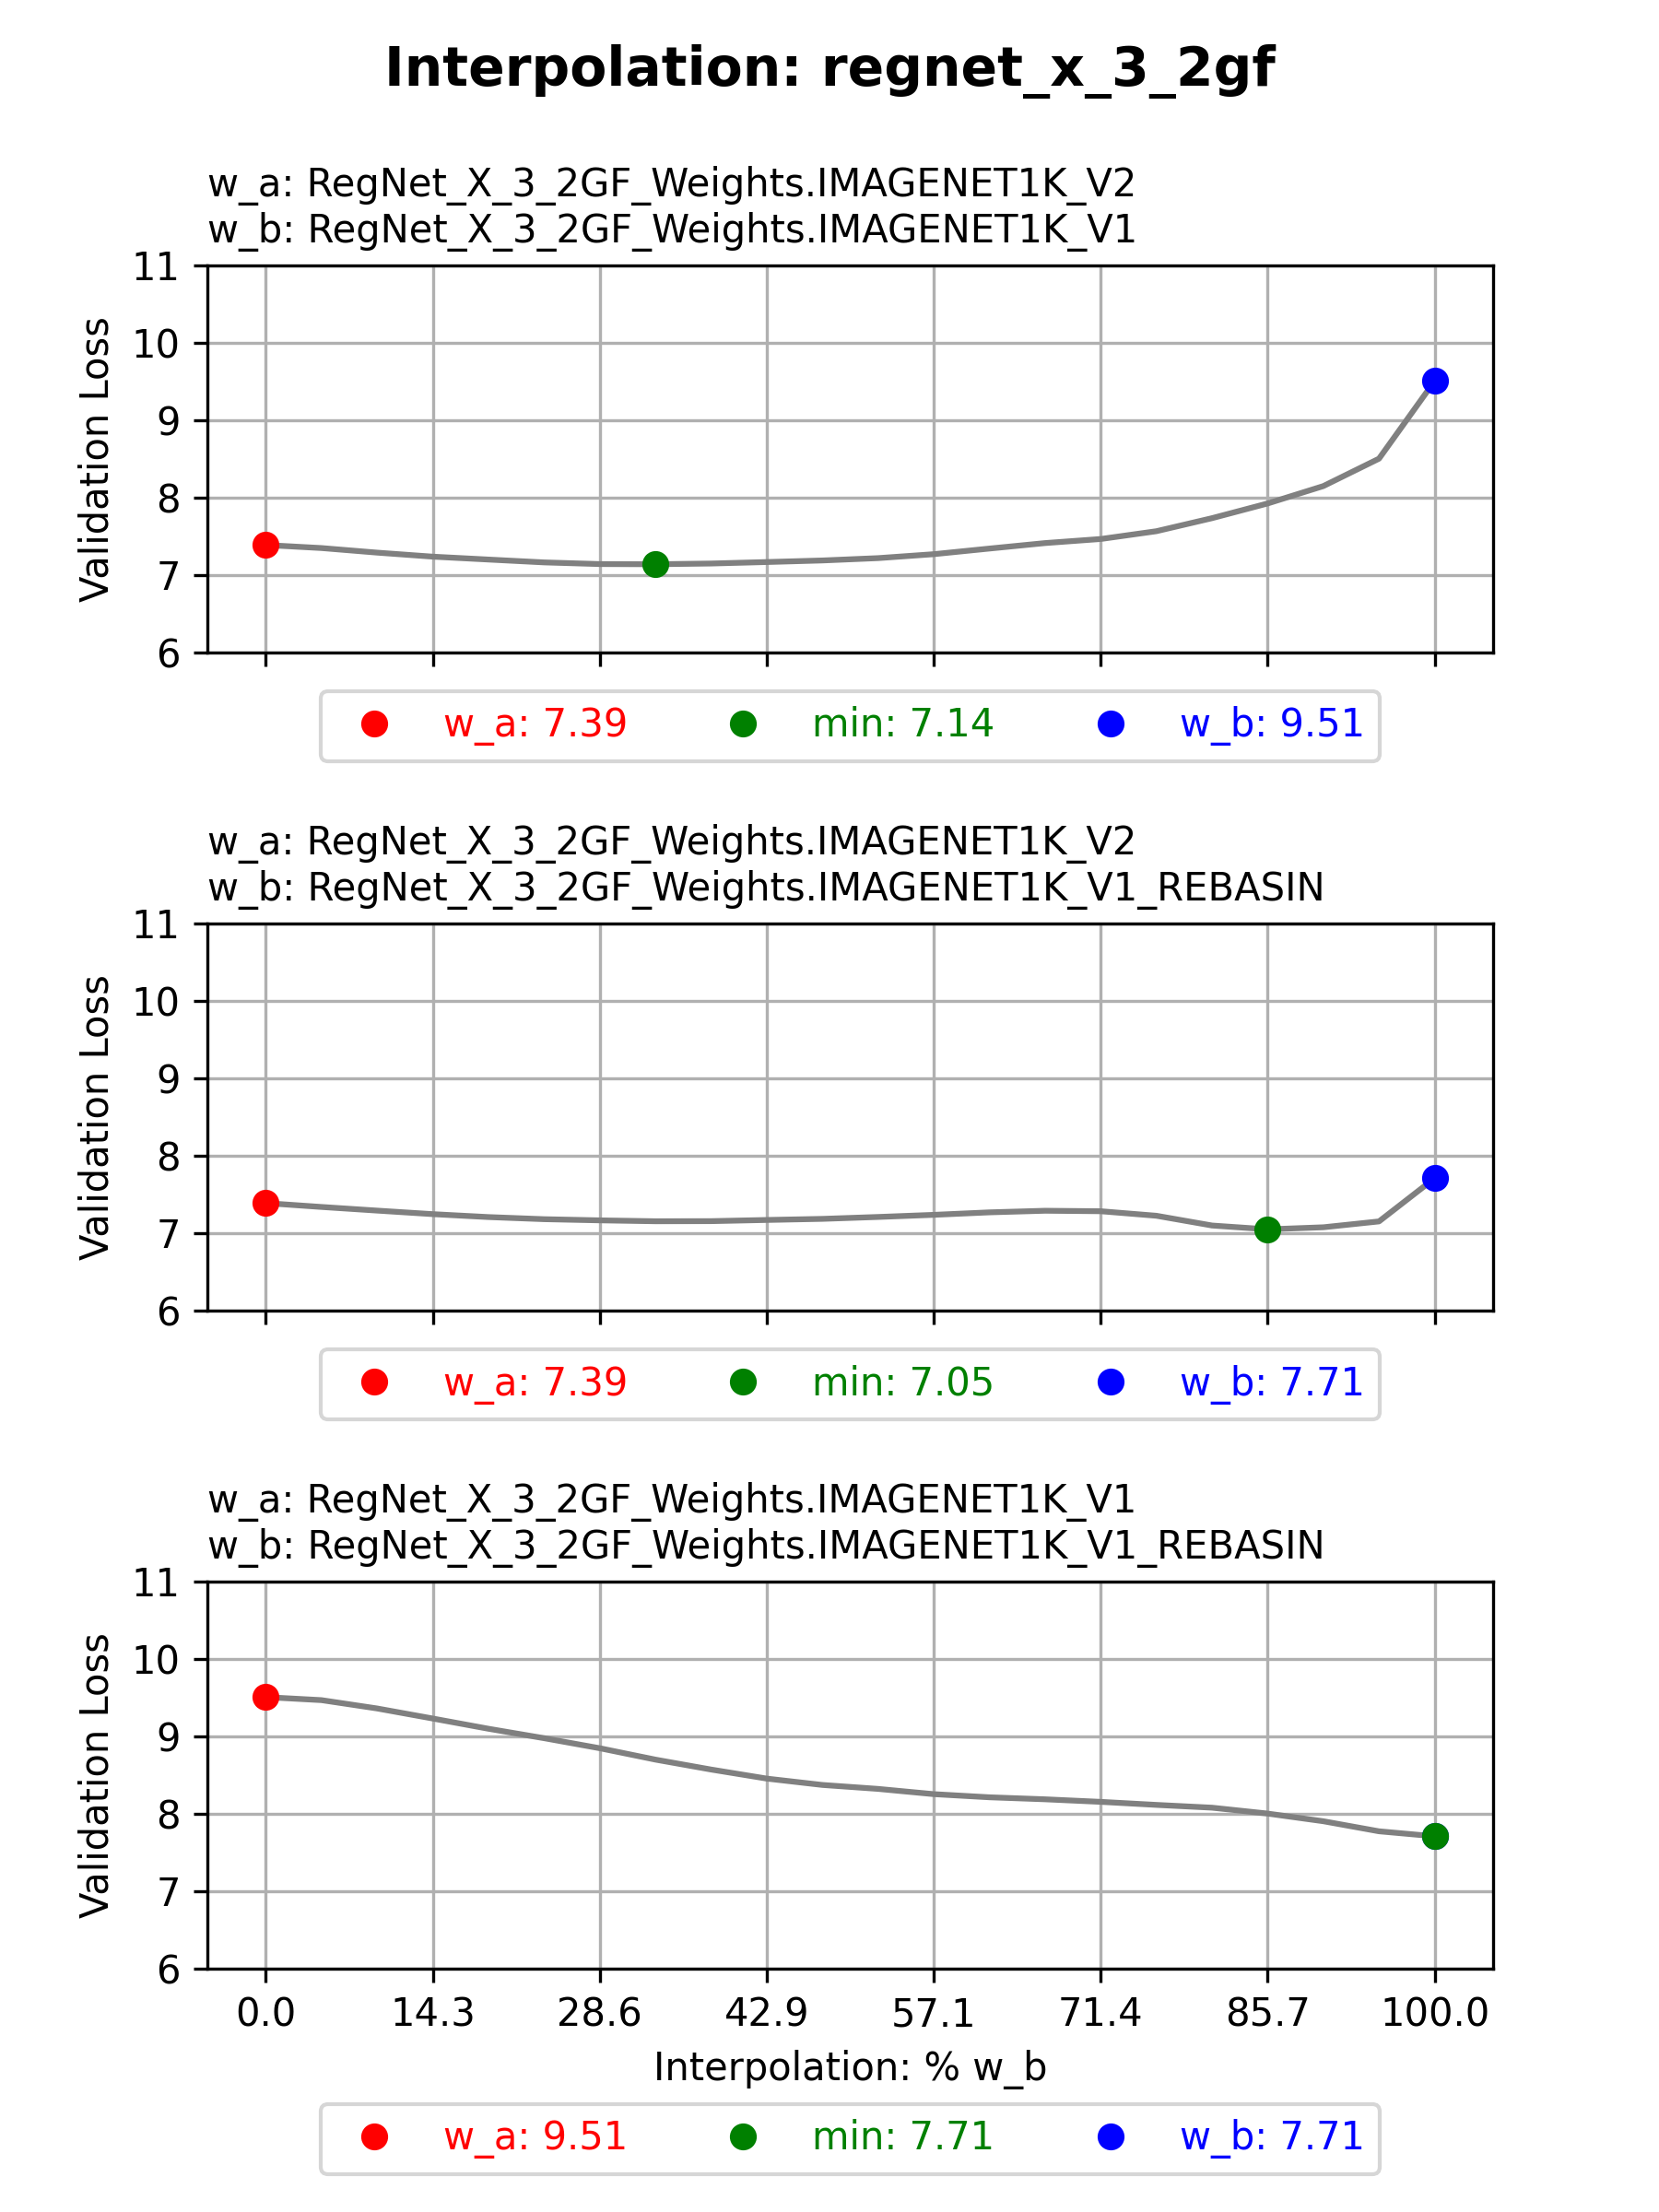 Interpolation: regnet_x_3_2gf
w_a: RegNet_X_3_2GF_Weights.IMAGENET1K_V2
w_b: RegNet_X_3_2GF_Weights.IMAGENET1K_V1
11
10
9
8
7
6
Validation Loss
w_a: 7.39 min: 7.14 w_b: 9.51
w_a: RegNet_X_3_2GF_Weights.IMAGENET1K_V2
w_b: RegNet_X_3_2GF_Weights.IMAGENET1K_V1_REBASIN
11
10
9
8
7
6
Validation Loss
w_a: 7.39 min: 7.05 w_b: 7.71
w_a: RegNet_X_3_2GF_Weights.IMAGENET1K_V1
w_b: RegNet_X_3_2GF_Weights.IMAGENET1K_V1_REBASIN
11
10
9
8
7
6
Validation Loss
0.0 14.3 28.6 42.9 57.1 71.4 85.7 100.0
Interpolation: % w_b
w_a: 9.51 min: 7.71 w_b: 7.71